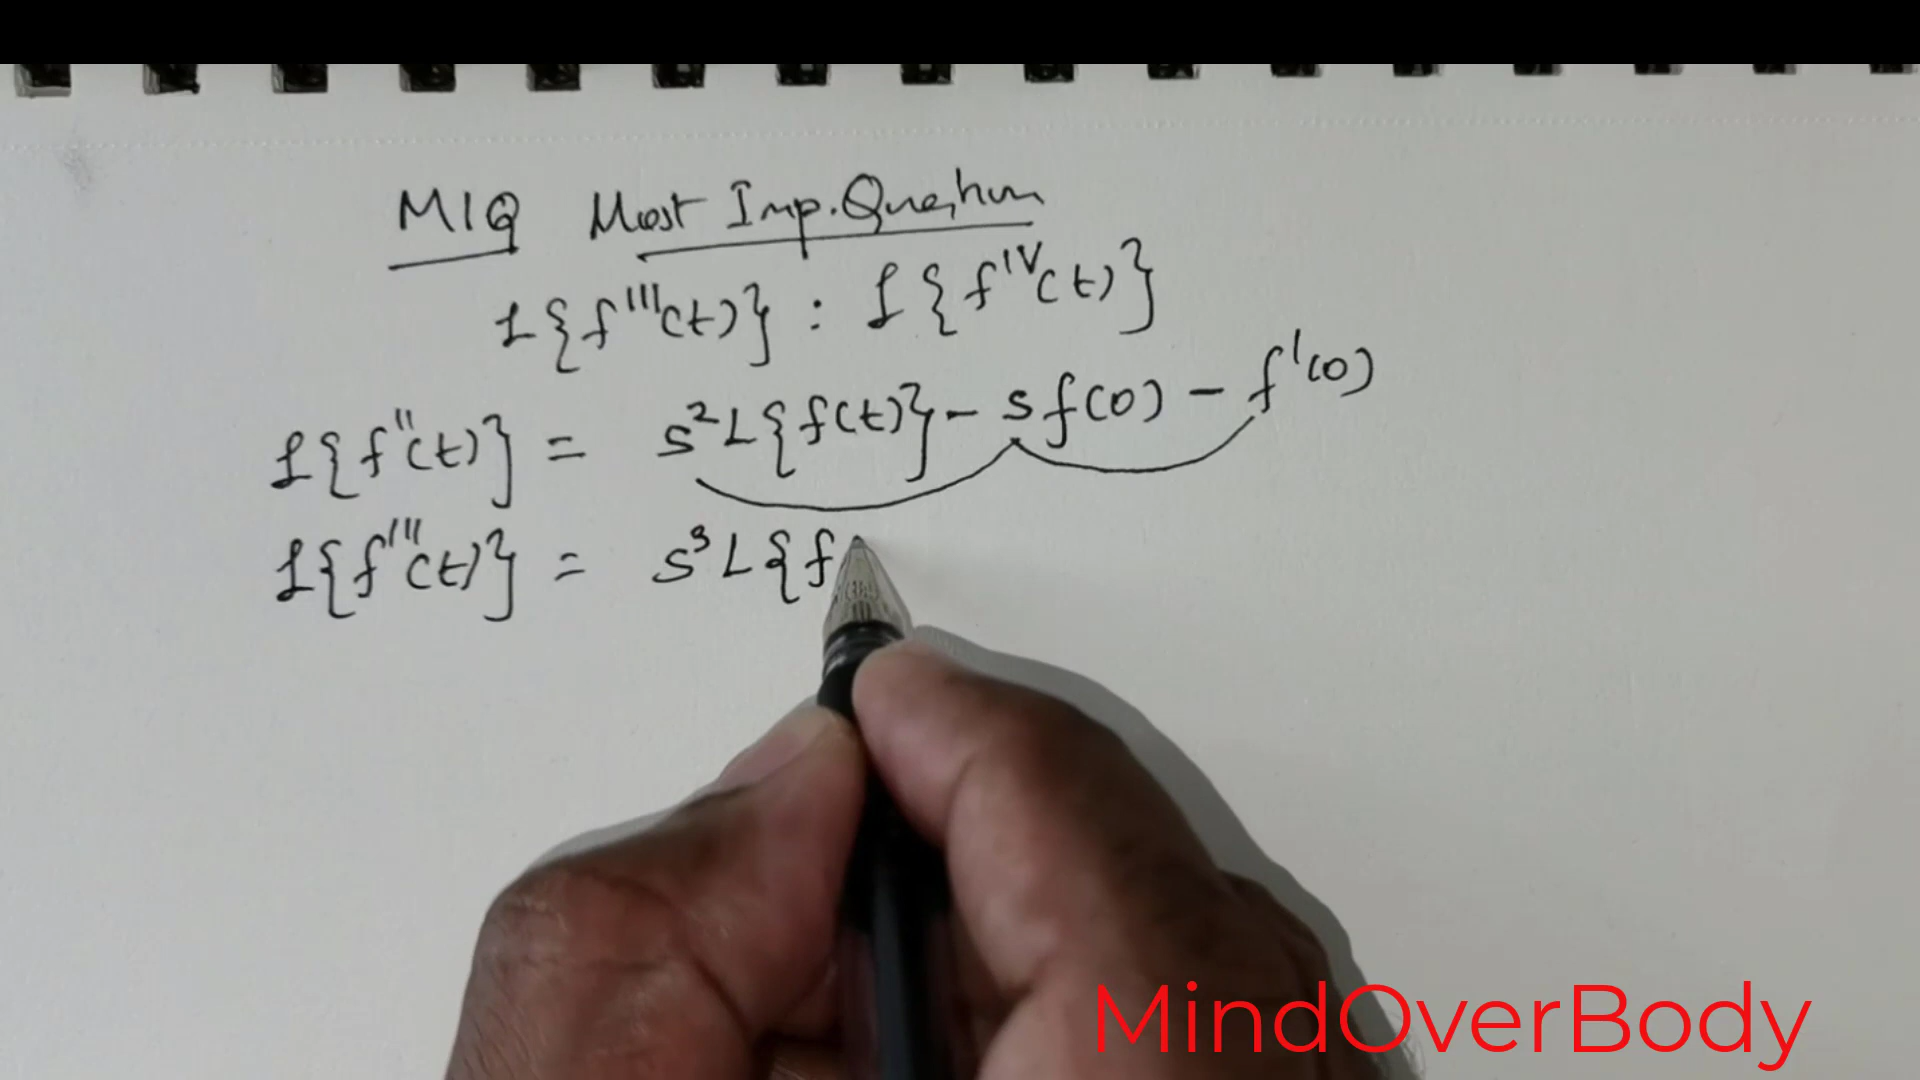 MIQ Most Imp. Question
L{f'''(t)} : L{f^IV(t)}
L{f''(t)} = s²L{f(t)} - sf(0) - f'(0)
L{f'''(t)} = s³L{f
MindOverBody